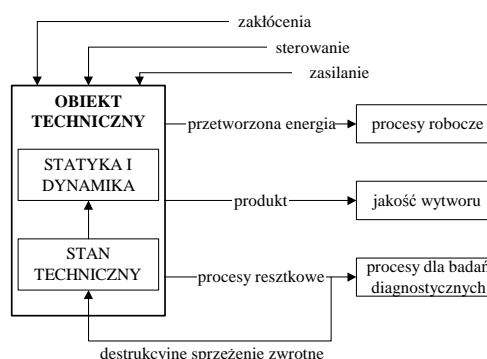 zakłócenia
sterowanie
zasilanie
OBIEKT
TECHNICZNY
STATYKA I
DYNAMIKA
STAN
TECHNICZNY
przetworzona energia
procesy robocze
produkt
jakość wytworu
procesy resztkowe
procesy dla badań
diagnostycznych
destrukcyjne sprzężenie zwrotne